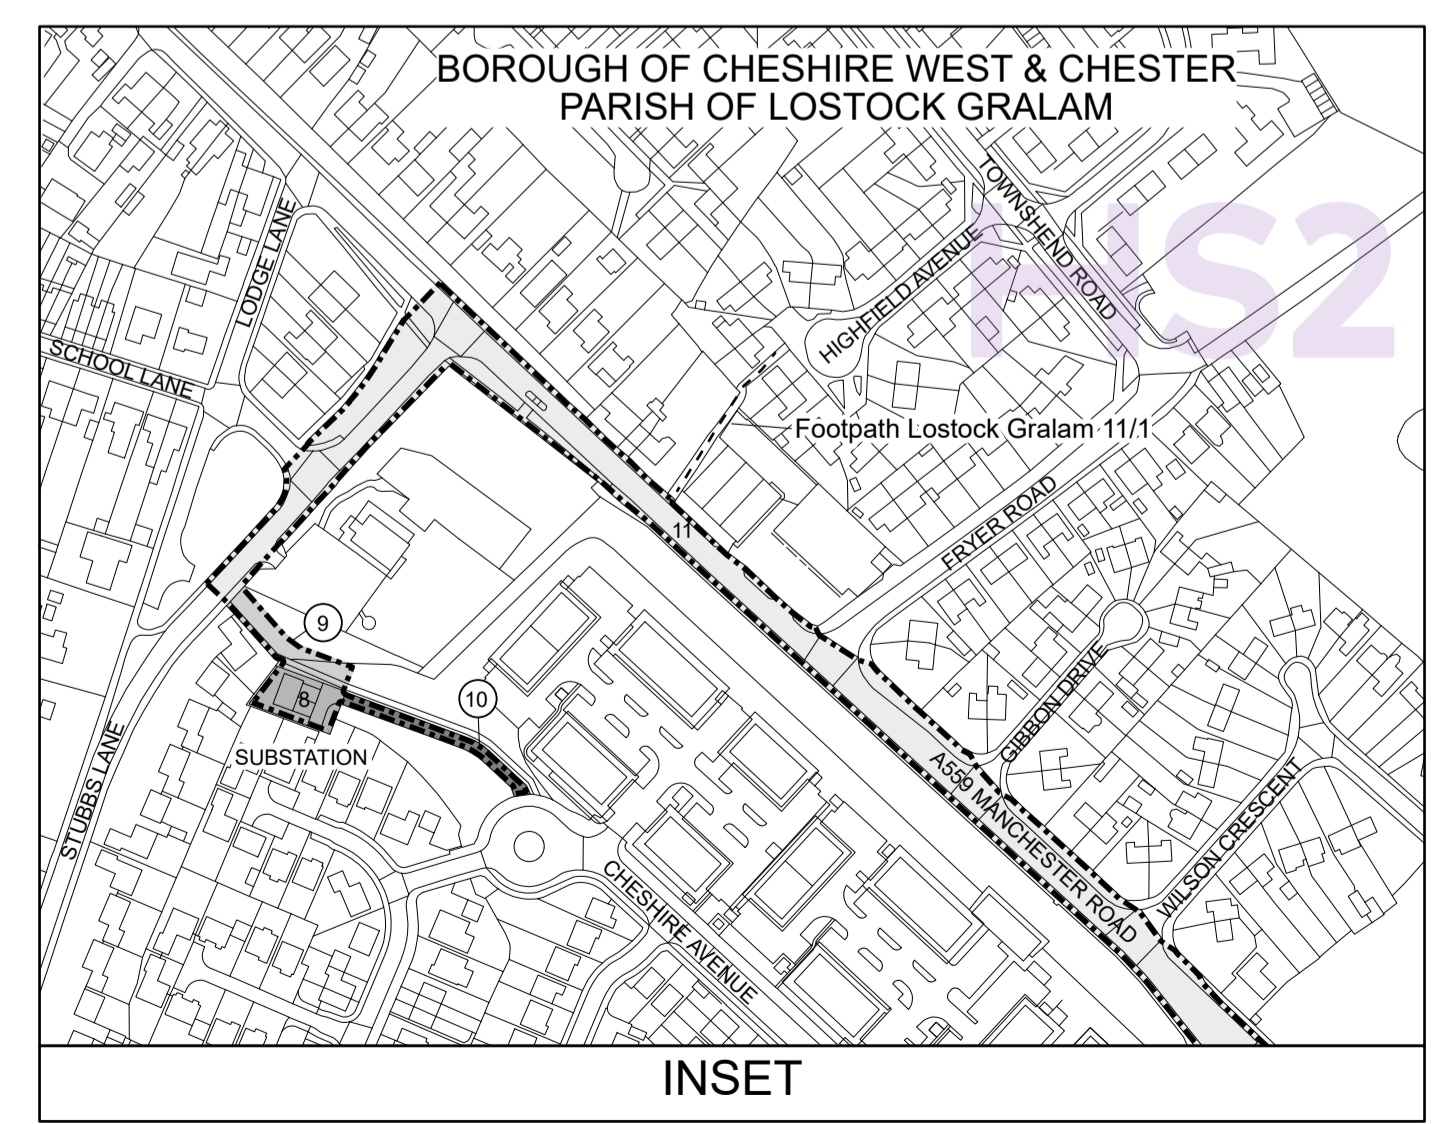 BOROUGH OF CHESHIRE WEST & CHESTER
PARISH OF LOSTOCK GRALAM
HS2
TOWNSHEND ROAD
LODGE LANE
HIGHFIELD AVENUE
SCHOOL LANE
Footpath Lostock Gralam 11/1
FRYER ROAD
11
9
8
10
SUBSTATION
STUBBS LANE
GIBBON DRIVE
A559 MANCHESTER ROAD
WILSON CRESCENT
CHESHIRE AVENUE
INSET